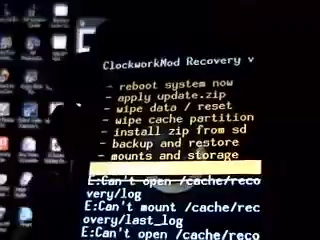 ClockworkMod Recovery v
- reboot system now
- apply update.zip
- wipe data / reset
- wipe cache partition
- install zip from sd
- backup and restore
- mounts and storage
E:Can't open /cache/reco
very/log
E:Can't mount /cache/rec
overy/last_log
E:Can't open /cache/reco